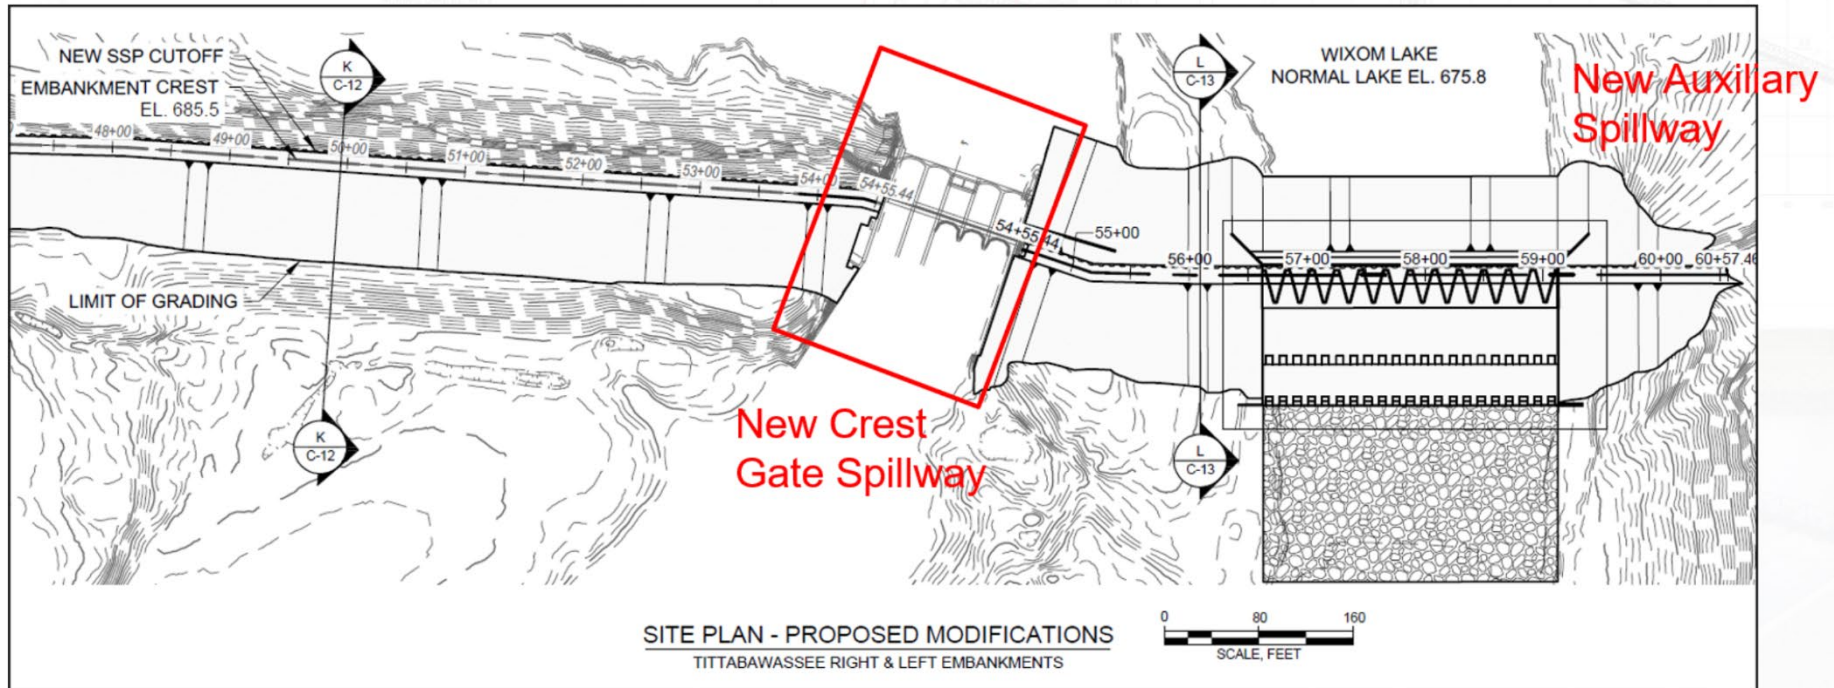 NEW SSP CUTOFF
EMBANKMENT CREST
EL. 685.5
K
C-12
L
C-13
WIXOM LAKE
NORMAL LAKE EL. 675.8
New Auxiliary
Spillway
48+00
49+00
50+00
51+00
52+00
53+00
54+00
54+55.44
54+55.44
55+00
56+00
57+00
58+00
59+00
60+00
60+57.46
LIMIT OF GRADING
K
C-12
L
C-13
New Crest
Gate Spillway
SITE PLAN - PROPOSED MODIFICATIONS
TITTABAWASSEE RIGHT & LEFT EMBANKMENTS
0 80 160
SCALE, FEET